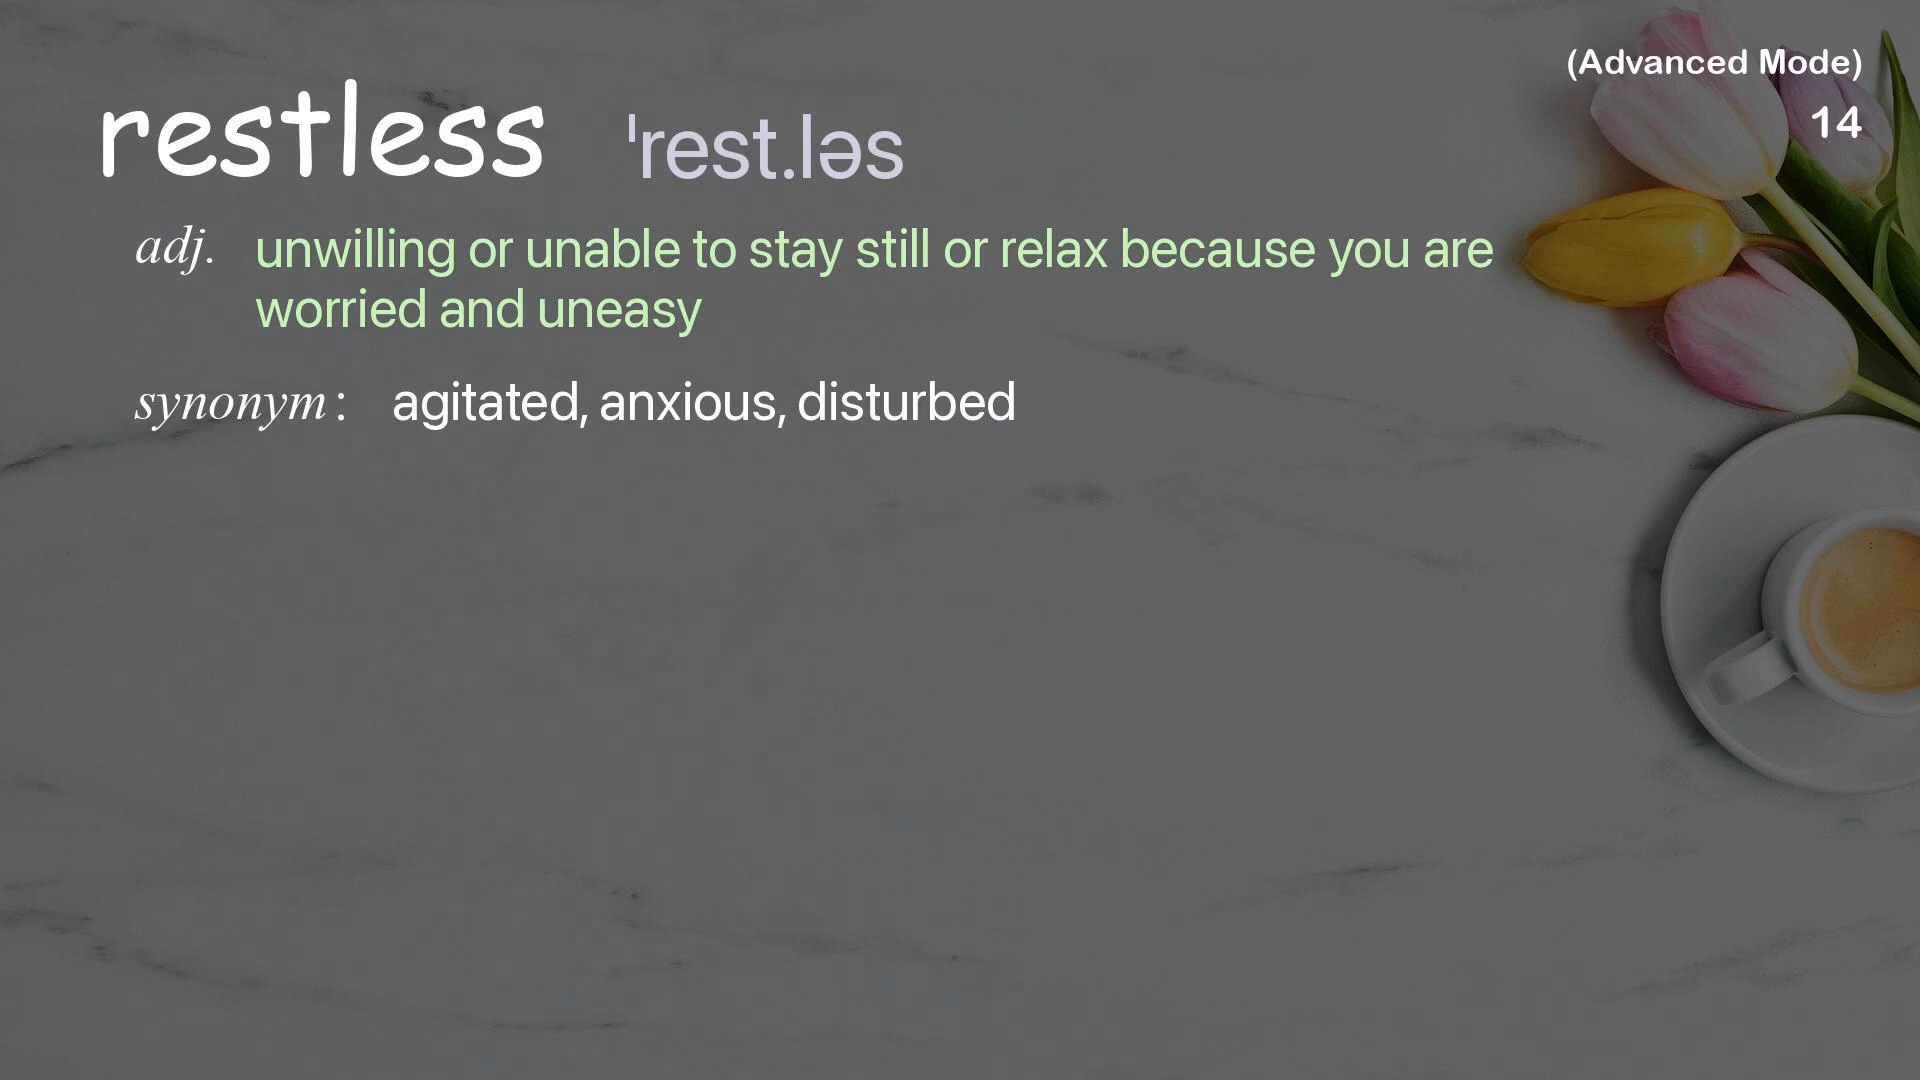 (Advanced Mode)
14
restless ˈrest.ləs
adj. unwilling or unable to stay still or relax because you are
worried and uneasy
synonym: agitated, anxious, disturbed